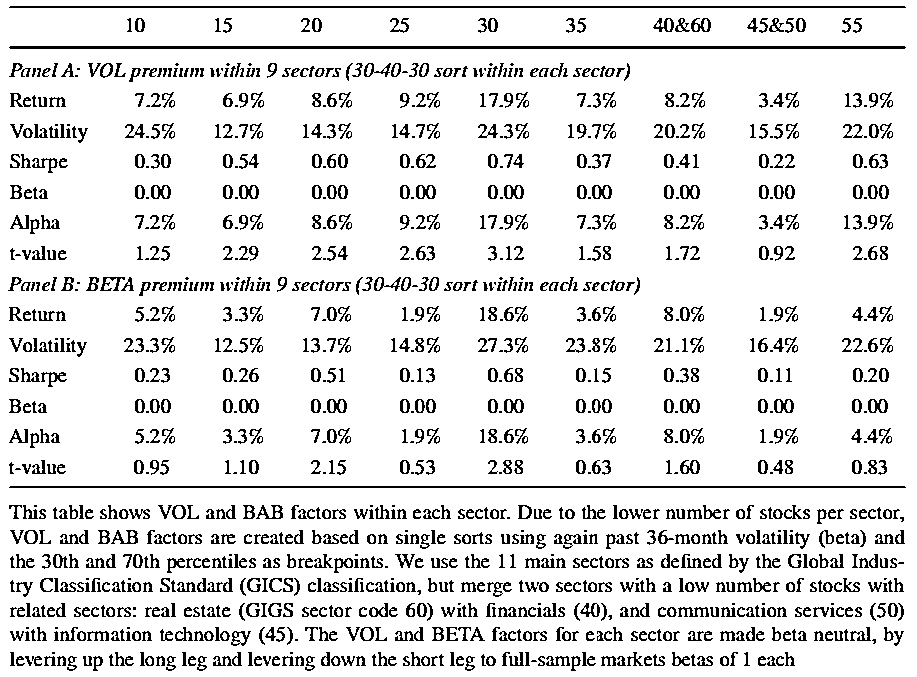 10 15 20 25 30 35 40&60 45&50 55
Panel A: VOL premium within 9 sectors (30-40-30 sort within each sector)
Return 7.2% 6.9% 8.6% 9.2% 17.9% 7.3% 8.2% 3.4% 13.9%
Volatility 24.5% 12.7% 14.3% 14.7% 24.3% 19.7% 20.2% 15.5% 22.0%
Sharpe 0.30 0.54 0.60 0.62 0.74 0.37 0.41 0.22 0.63
Beta 0.00 0.00 0.00 0.00 0.00 0.00 0.00 0.00 0.00
Alpha 7.2% 6.9% 8.6% 9.2% 17.9% 7.3% 8.2% 3.4% 13.9%
t-value 1.25 2.29 2.54 2.63 3.12 1.58 1.72 0.92 2.68
Panel B: BETA premium within 9 sectors (30-40-30 sort within each sector)
Return 5.2% 3.3% 7.0% 1.9% 18.6% 3.6% 8.0% 1.9% 4.4%
Volatility 23.3% 12.5% 13.7% 14.8% 27.3% 23.8% 21.1% 16.4% 22.6%
Sharpe 0.23 0.26 0.51 0.13 0.68 0.15 0.38 0.11 0.20
Beta 0.00 0.00 0.00 0.00 0.00 0.00 0.00 0.00 0.00
Alpha 5.2% 3.3% 7.0% 1.9% 18.6% 3.6% 8.0% 1.9% 4.4%
t-value 0.95 1.10 2.15 0.53 2.88 0.63 1.60 0.48 0.83
This table shows VOL and BAB factors within each sector. Due to the lower number of stocks per sector,
VOL and BAB factors are created based on single sorts using again past 36-month volatility (beta) and
the 30th and 70th percentiles as breakpoints. We use the 11 main sectors as defined by the Global Indus-
try Classification Standard (GICS) classification, but merge two sectors with a low number of stocks with
related sectors: real estate (GIGS sector code 60) with financials (40), and communication services (50)
with information technology (45). The VOL and BETA factors for each sector are made beta neutral, by
levering up the long leg and levering down the short leg to full-sample markets betas of 1 each